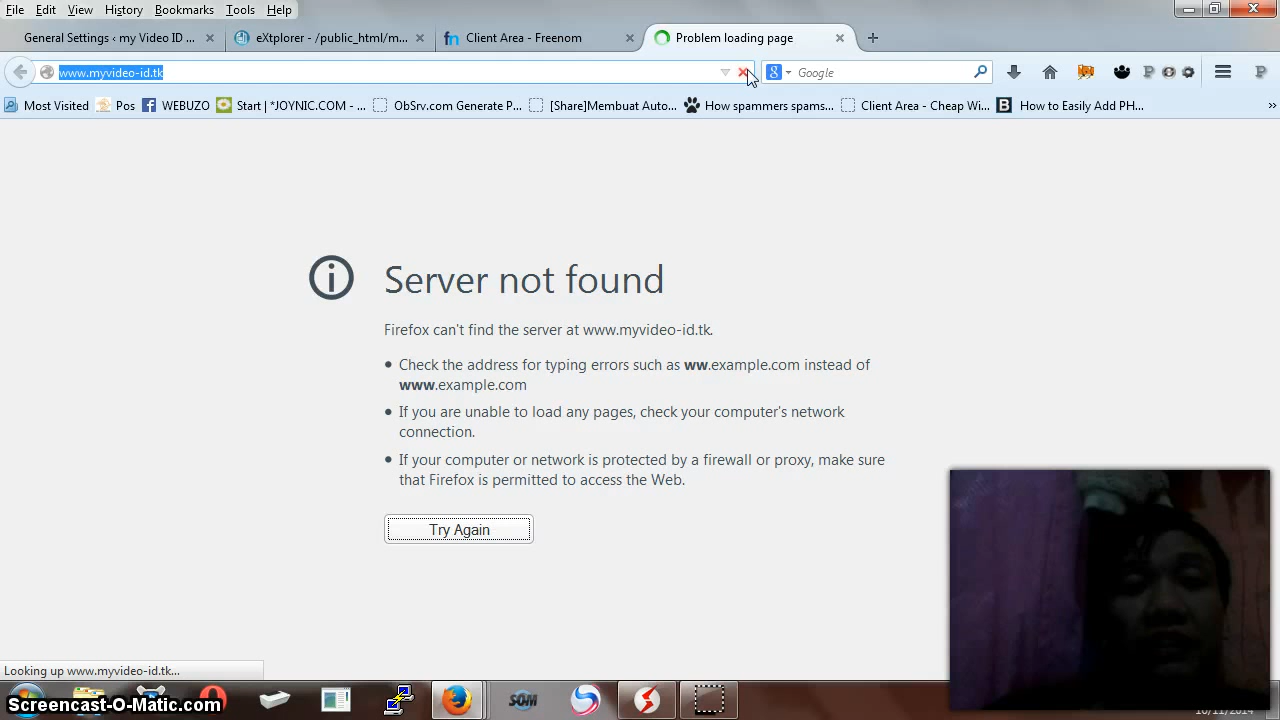 File Edit View History Bookmarks Tools Help
General Settings ‹ my Video ID ...
eXtplorer - /public_html/m...
Client Area - Freenom
Problem loading page
www.myvideo-id.tk
Google
Most Visited
Pos
WEBUZO
Start | *JOYNIC.COM - ...
ObSrv.com Generate P...
[Share]Membuat Auto...
How spammers spams...
Client Area - Cheap Wi...
How to Easily Add PH...
Server not found
Firefox can't find the server at www.myvideo-id.tk.
Check the address for typing errors such as ww.example.com instead of
www.example.com
If you are unable to load any pages, check your computer's network
connection.
If your computer or network is protected by a firewall or proxy, make sure
that Firefox is permitted to access the Web.
Try Again
Looking up www.myvideo-id.tk...
SOM
Screencast-O-Matic.com